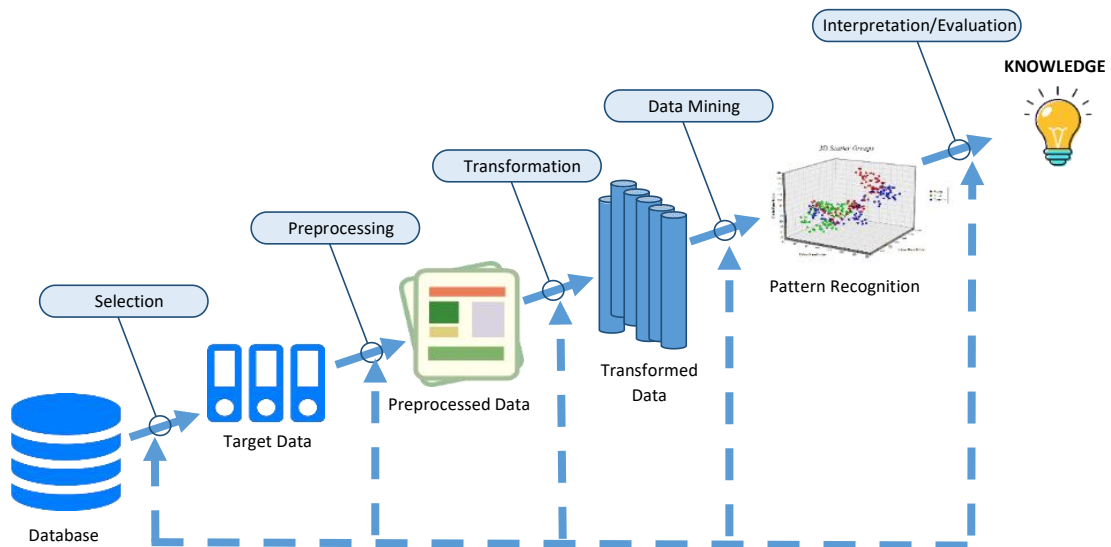 Interpretation/Evaluation
KNOWLEDGE
Data Mining
3D Scatter Groups
Transformation
Preprocessing
Pattern Recognition
Selection
Transformed
Data
Preprocessed Data
Target Data
Database